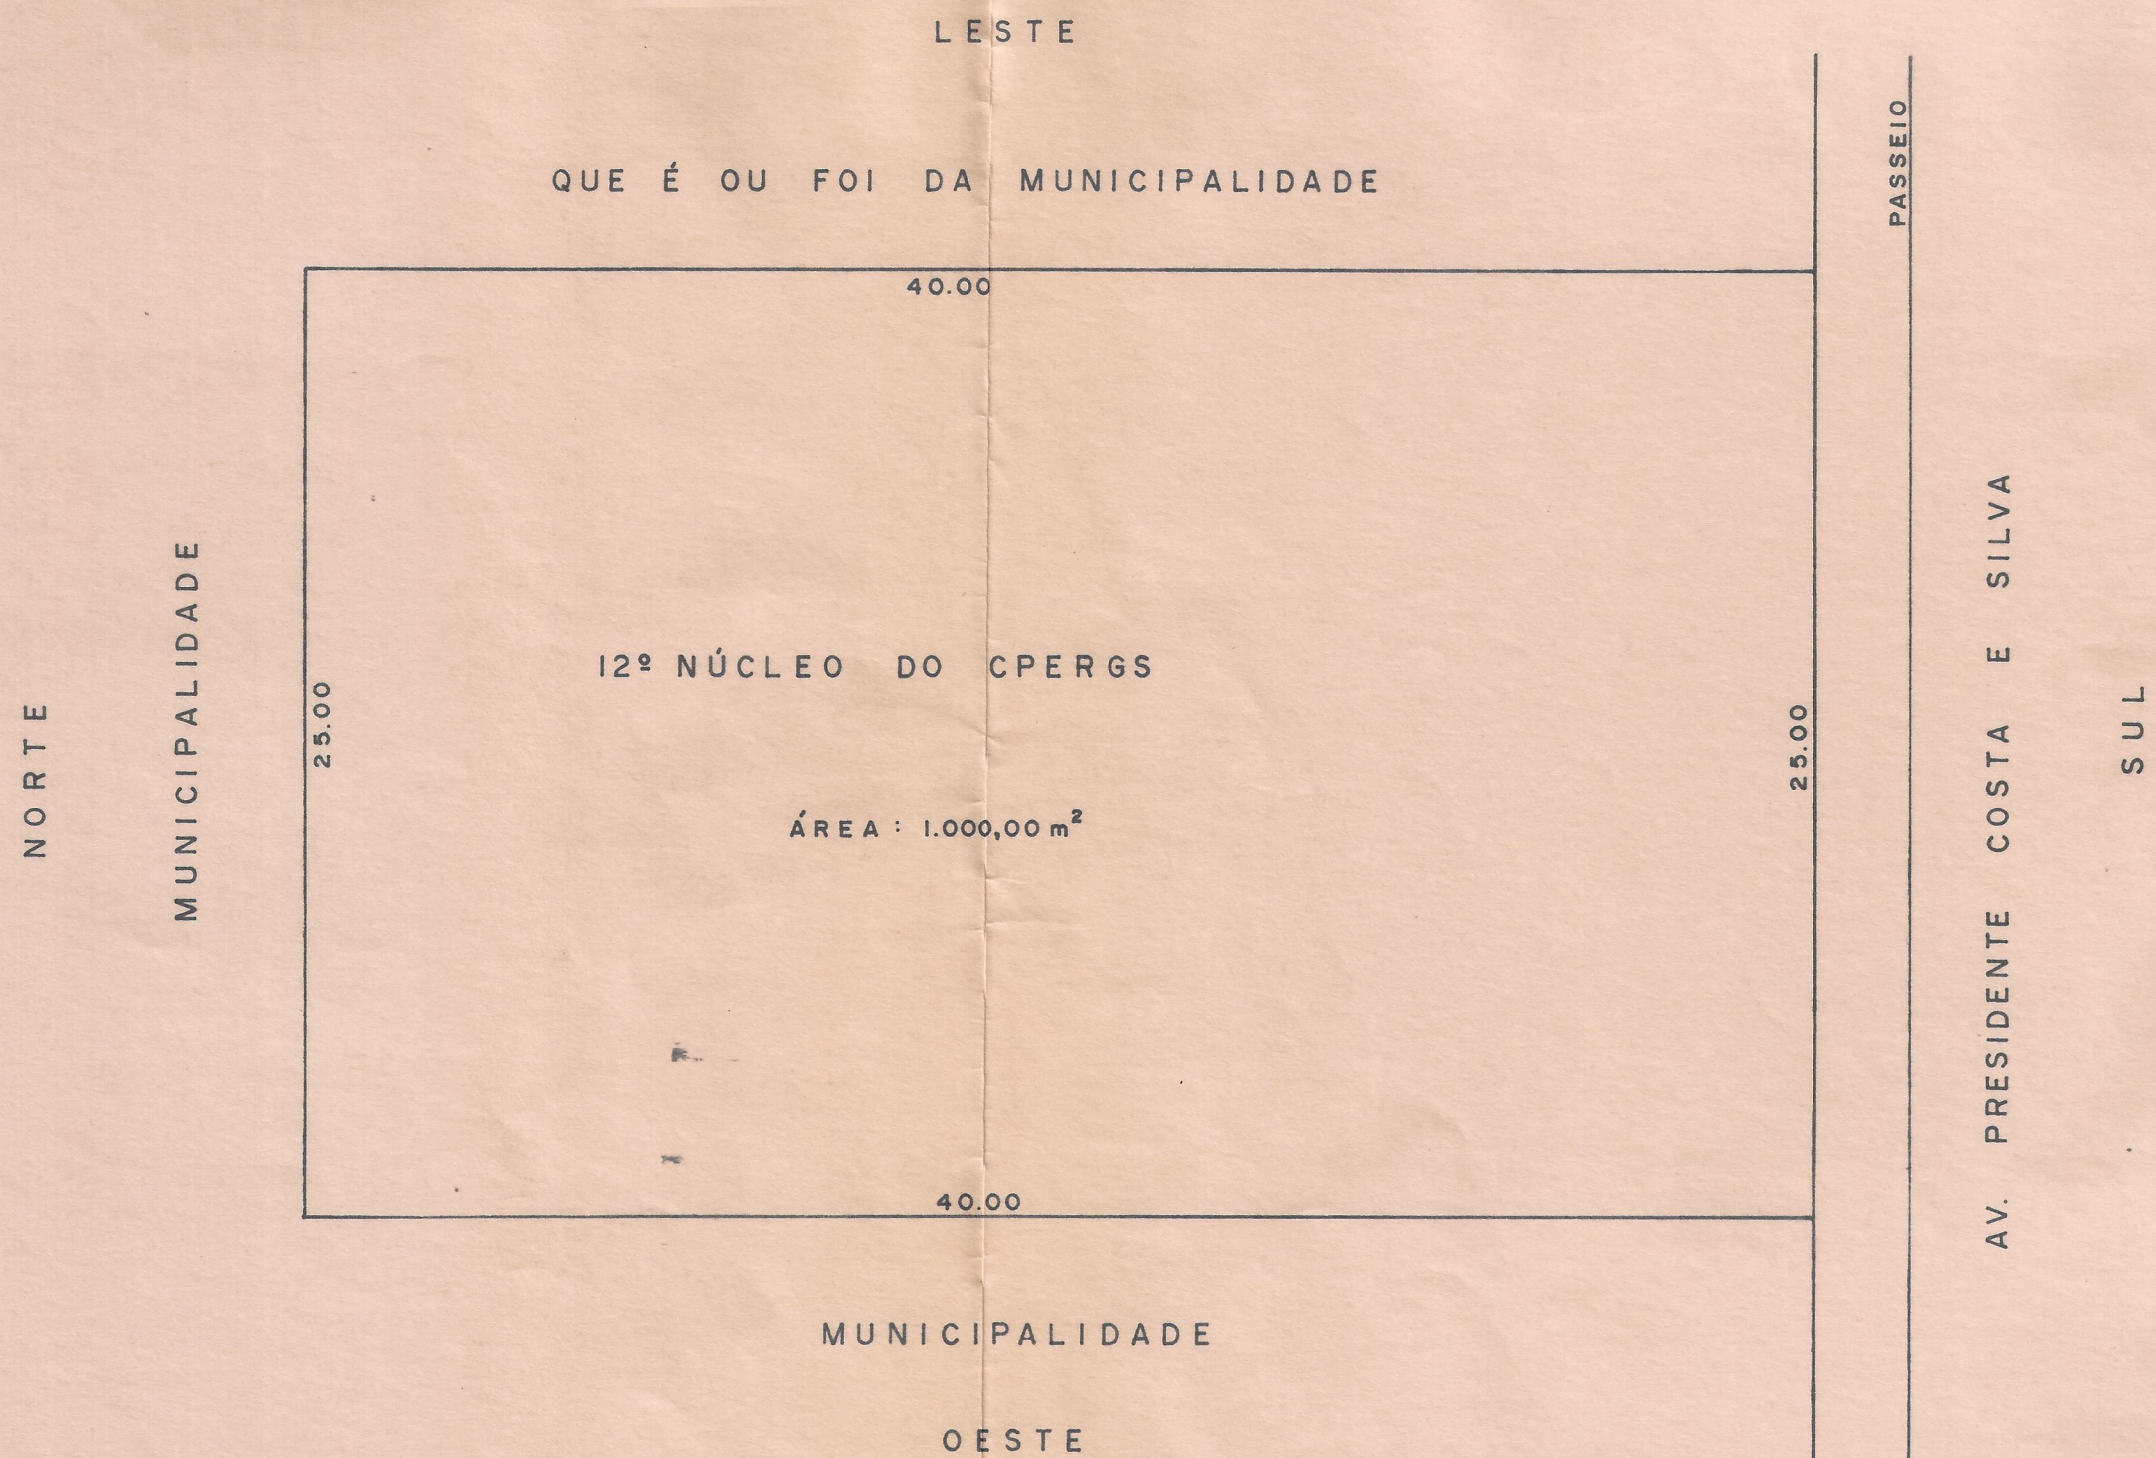 LESTE
QUE É OU FOI DA MUNICIPALIDADE
PASSEIO
40.00
NORTE
MUNICIPALIDADE
25.00
12º NÚCLEO DO CPERGS
ÁREA: 1.000,00 m²
25.00
AV. PRESIDENTE COSTA E SILVA
SUL
40.00
MUNICIPALIDADE
OESTE